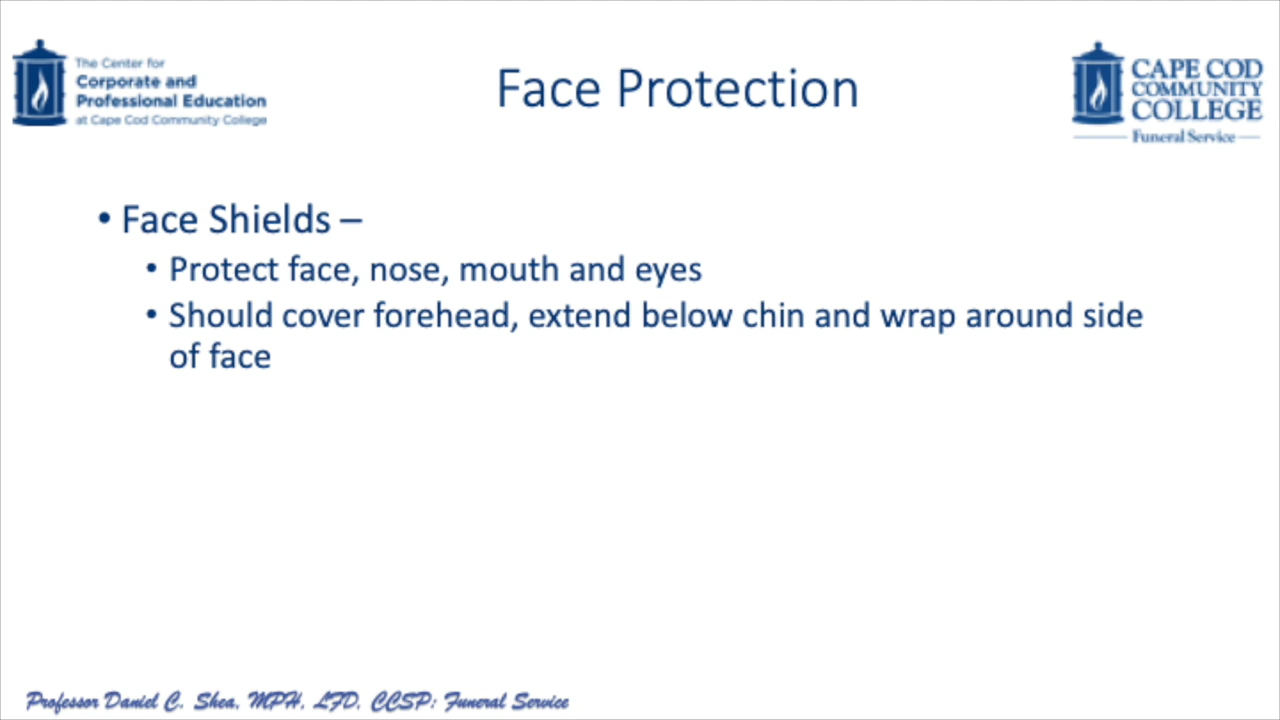 The Center for
Corporate and
Professional Education
at Cape Cod Community College
Face Protection
CAPE COD
COMMUNITY
COLLEGE
Funeral Service
• Face Shields –
• Protect face, nose, mouth and eyes
• Should cover forehead, extend below chin and wrap around side
of face
Professor Daniel C. Shea, MPH, LFD, CCSP; Funeral Service